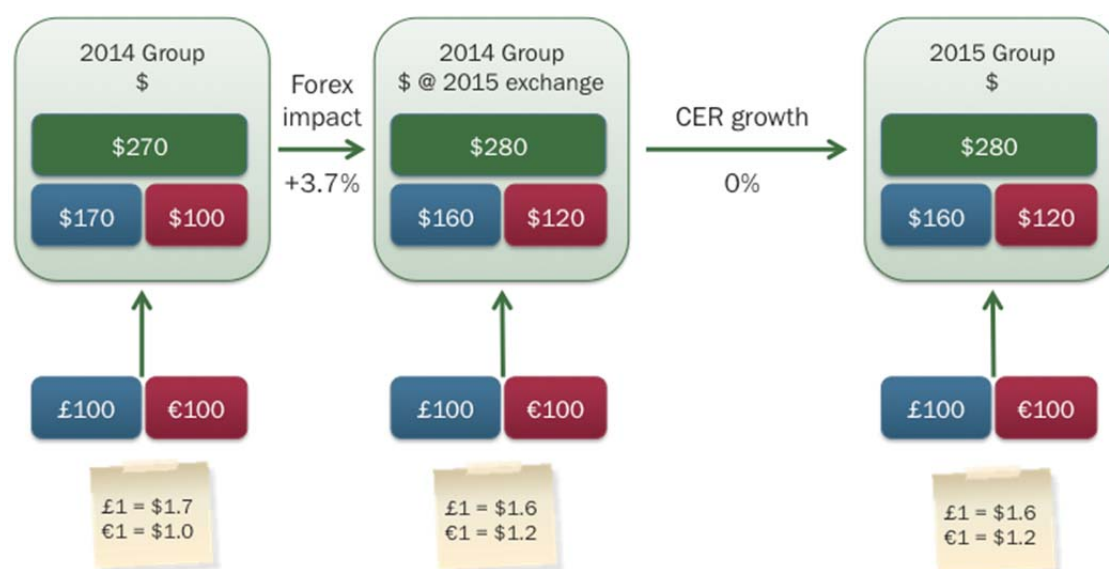 2014 Group
$
$270
$170
$100
£100
€100
£1 = $1.7
€1 = $1.0
Forex
impact
+3.7%
2014 Group
$ @ 2015 exchange
$280
$160
$120
£100
€100
£1 = $1.6
€1 = $1.2
CER growth
0%
2015 Group
$
$280
$160
$120
£100
€100
£1 = $1.6
€1 = $1.2